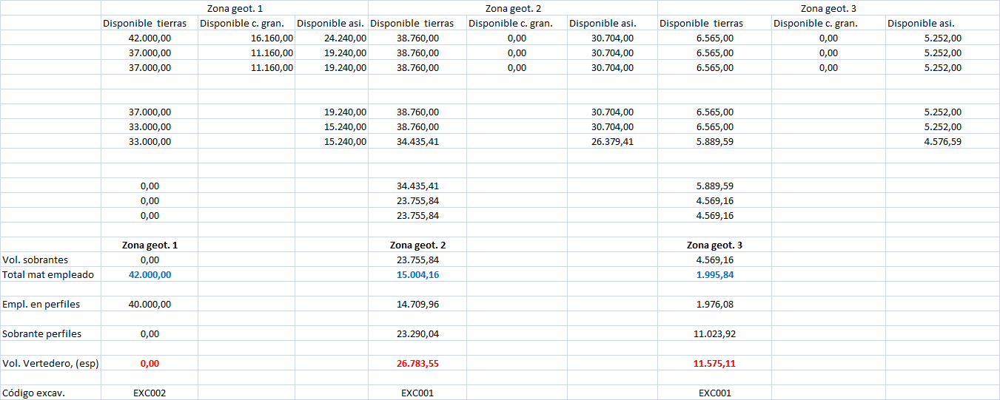 Zona geot. 1 Zona geot. 2 Zona geot. 3
Disponible  tierras Disponible c. gran. Disponible asi. Disponible  tierras Disponible c. gran. Disponible asi. Disponible  tierras Disponible c. gran. Disponible asi.
42.000,00 16.160,00 24.240,00 38.760,00 0,00 30.704,00 6.565,00 0,00 5.252,00
37.000,00 11.160,00 19.240,00 38.760,00 0,00 30.704,00 6.565,00 0,00 5.252,00
37.000,00 11.160,00 19.240,00 38.760,00 0,00 30.704,00 6.565,00 0,00 5.252,00
37.000,00 19.240,00 38.760,00 30.704,00 6.565,00 5.252,00
33.000,00 15.240,00 38.760,00 30.704,00 6.565,00 5.252,00
33.000,00 15.240,00 34.435,41 26.379,41 5.889,59 4.576,59
0,00 34.435,41 5.889,59
0,00 23.755,84 4.569,16
0,00 23.755,84 4.569,16
Zona geot. 1 Zona geot. 2 Zona geot. 3
Vol. sobrantes 0,00 23.755,84 4.569,16
Total mat empleado 42.000,00 15.004,16 1.995,84
Empl. en perfiles 40.000,00 14.709,96 1.976,08
Sobrante perfiles 0,00 23.290,04 11.023,92
Vol. Vertedero, (esp) 0,00 26.783,55 11.575,11
Código excav. EXC002 EXC001 EXC001